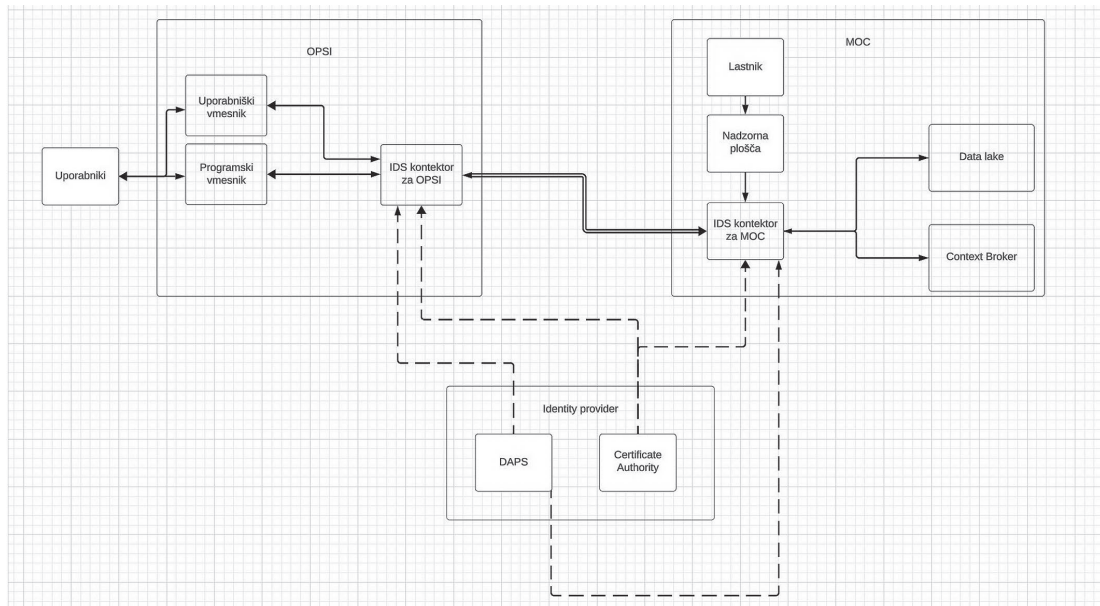 OPSI
MOC
Uporabniki
Uporabniški
vmesnik
Programski
vmesnik
IDS kontektor
za OPSI
Lastnik
Nadzorna
plošča
IDS kontektor
za MOC
Data lake
Context Broker
Identity provider
DAPS
Certificate
Authority